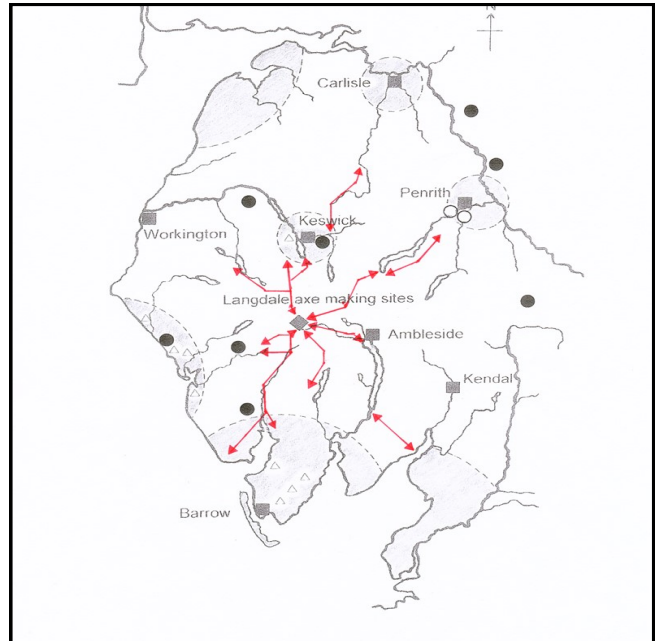 N
Carlisle
Penrith
Keswick
Workington
Langdale axe making sites
Ambleside
Kendal
Barrow